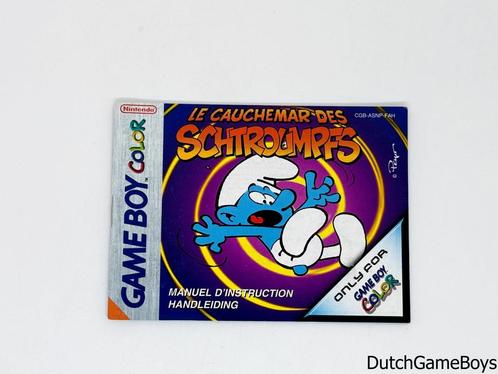 Nintendo
GAME BOY COLOR
LE CAUCHEMAR DES
SCHTROUMPFS
CGB-ASNP-FAH
© Peyo
MANUEL D'INSTRUCTION
HANDLEIDING
ONLY FOR
GAME BOY
COLOR
DutchGameBoys